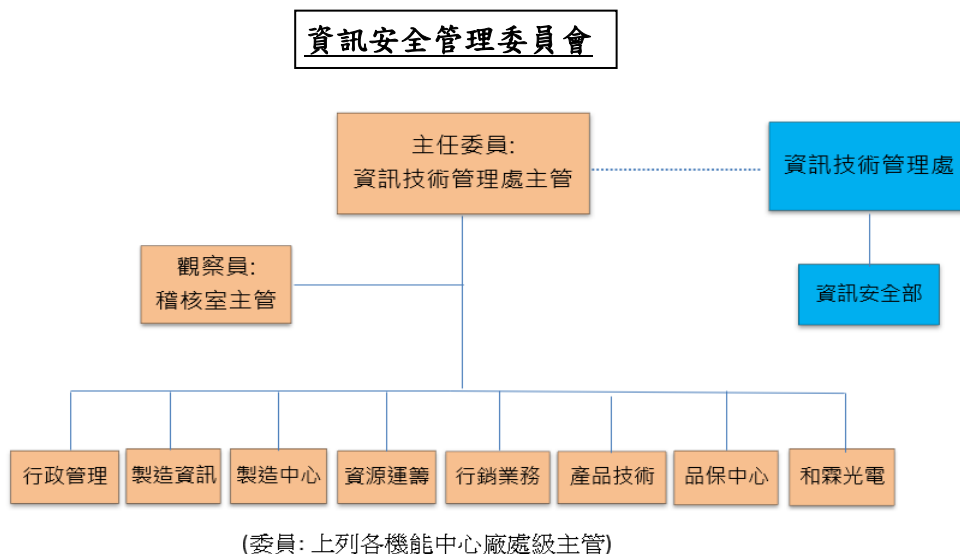 資訊安全管理委員會
主任委員:
資訊技術管理處主管
資訊技術管理處
觀察員:
稽核室主管
資訊安全部
行政管理
製造資訊
製造中心
資源運籌
行銷業務
產品技術
品保中心
和霖光電
(委員: 上列各機能中心廠處級主管)